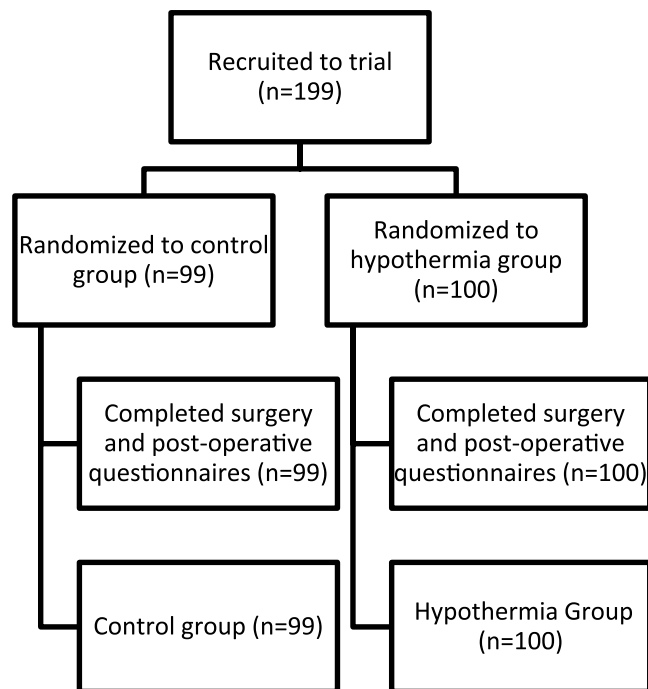 Recruited to trial
(n=199)
Randomized to control
group (n=99)
Randomized to
hypothermia group
(n=100)
Completed surgery
and post-operative
questionnaires (n=99)
Completed surgery
and post-operative
questionnaires (n=100)
Control group (n=99)
Hypothermia Group
(n=100)